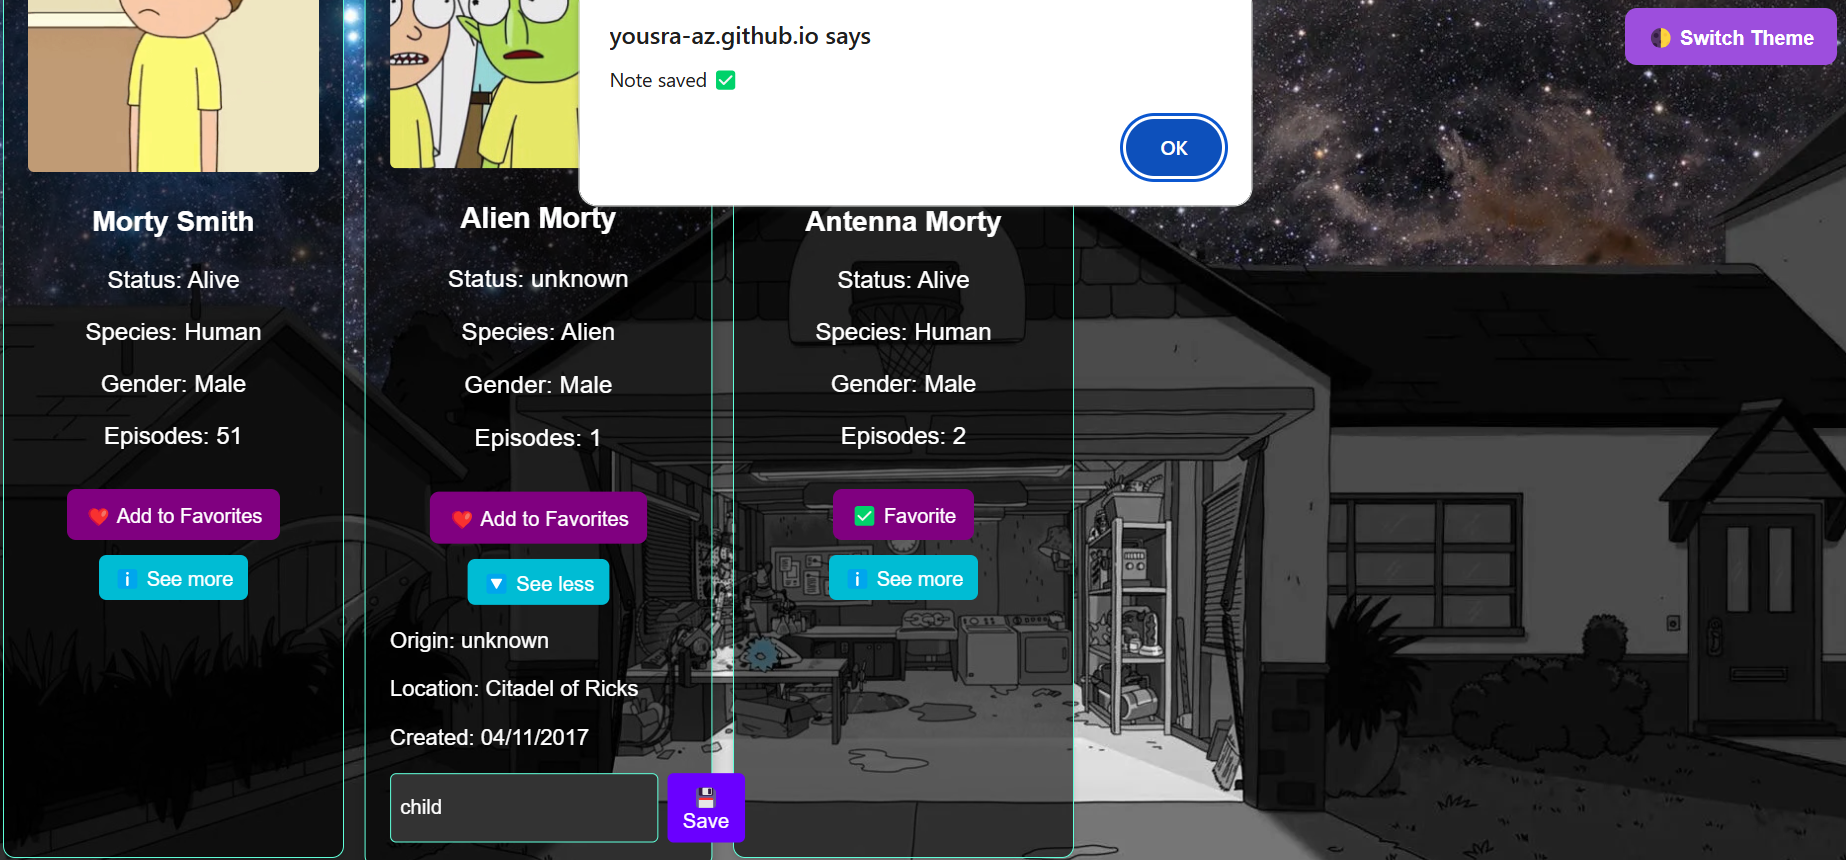 yousra-az.github.io says
Note saved ✅
OK
🌗 Switch Theme
Morty Smith
Status: Alive
Species: Human
Gender: Male
Episodes: 51
❤️ Add to Favorites
ℹ️ See more
Alien Morty
Status: unknown
Species: Alien
Gender: Male
Episodes: 1
❤️ Add to Favorites
🔽 See less
Origin: unknown
Location: Citadel of Ricks
Created: 04/11/2017
child
💾
Save
Antenna Morty
Status: Alive
Species: Human
Gender: Male
Episodes: 2
✅ Favorite
ℹ️ See more